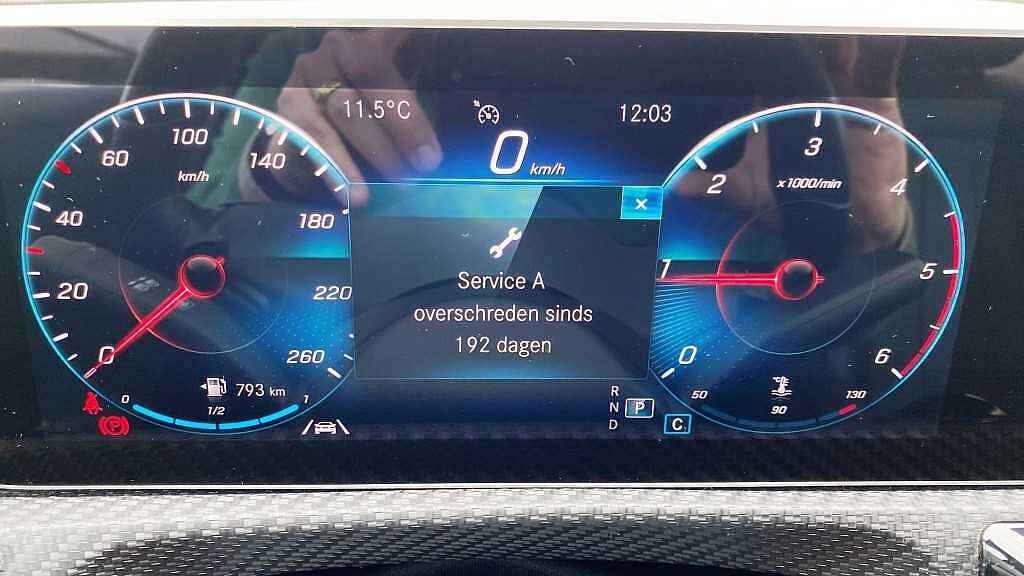 11.5°C
12:03
0 km/h
100
60
140
km/h
40
180
20
220
0
260
793 km
0
1/2
1
×
Service A
overschreden sinds
192 dagen
R
N
P
D
C
3
2
x1000/min
4
1
5
0
6
°C
50
90
130
P